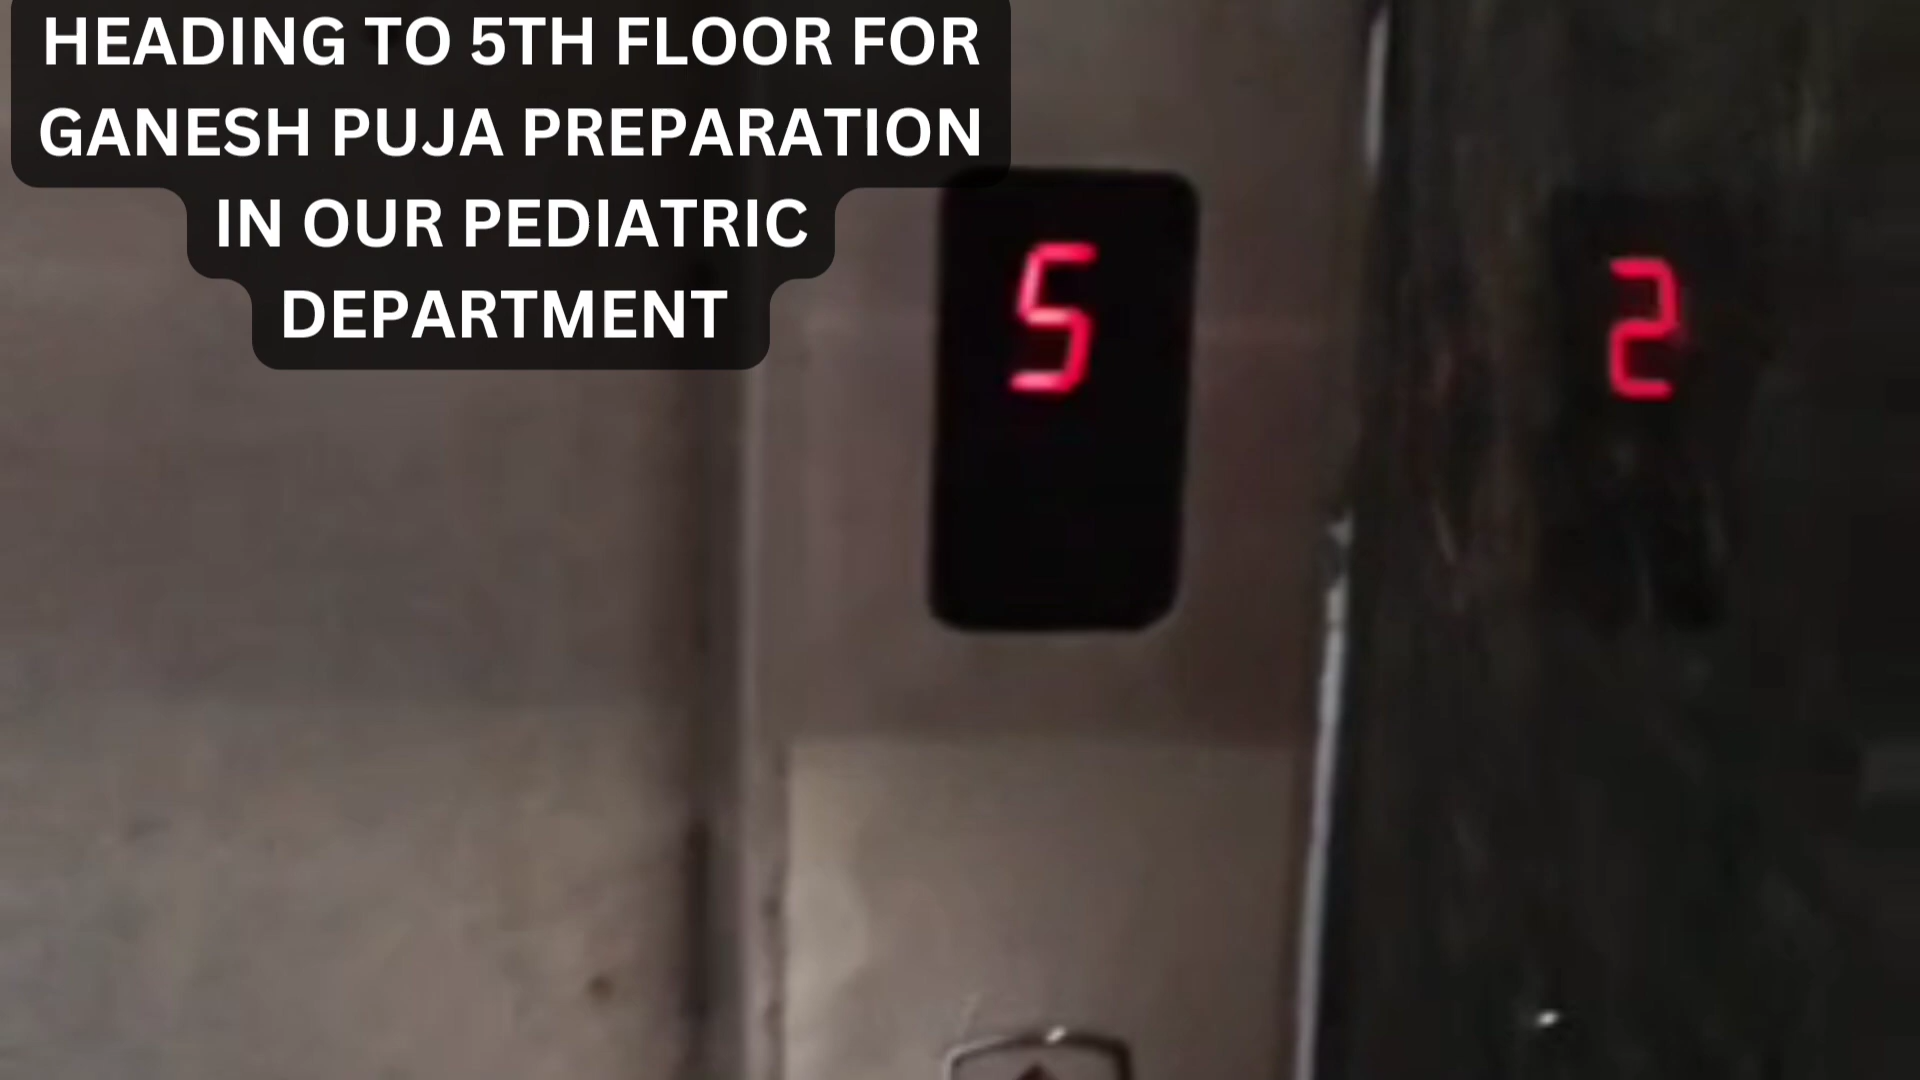 HEADING TO 5TH FLOOR FOR
GANESH PUJA PREPARATION
IN OUR PEDIATRIC
DEPARTMENT
5
2